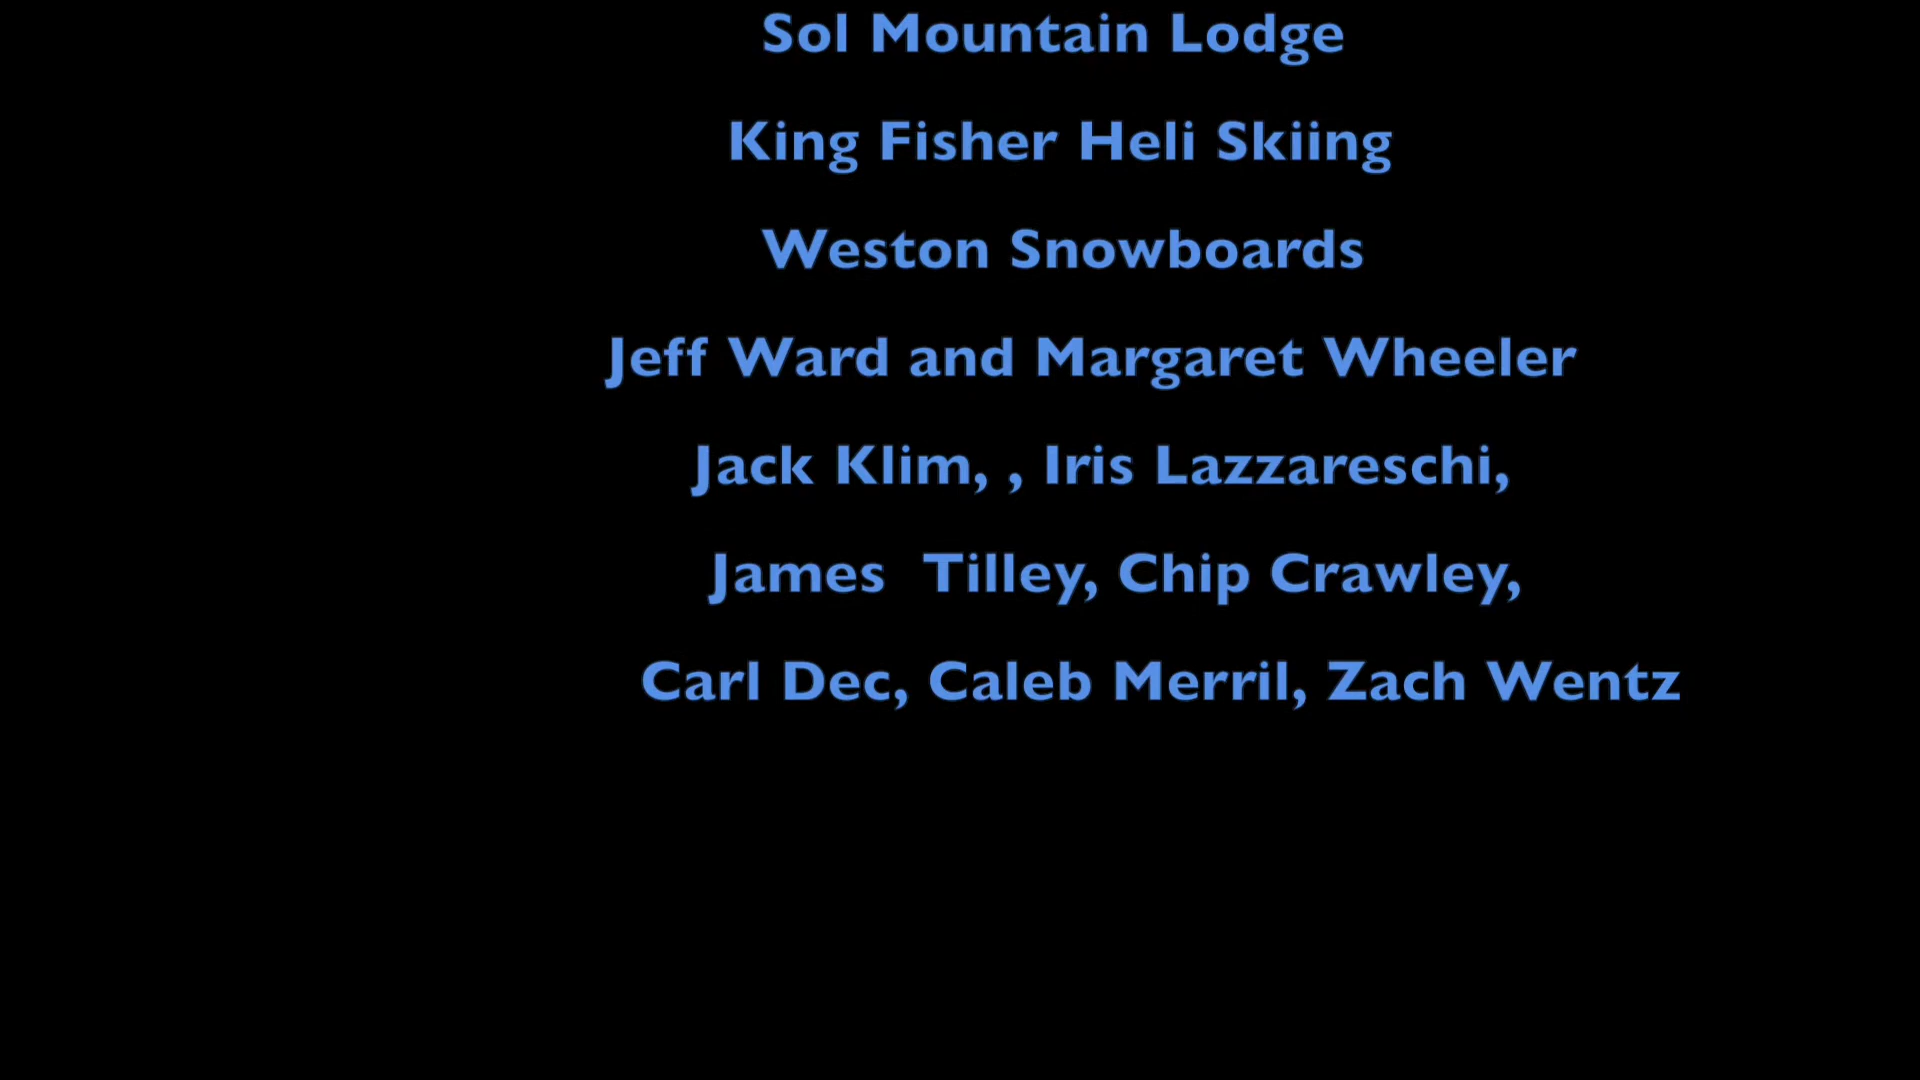 Sol Mountain Lodge
King Fisher Heli Skiing
Weston Snowboards
Jeff Ward and Margaret Wheeler
Jack Klim, , Iris Lazzareschi,
James  Tilley, Chip Crawley,
Carl Dec, Caleb Merril, Zach Wentz